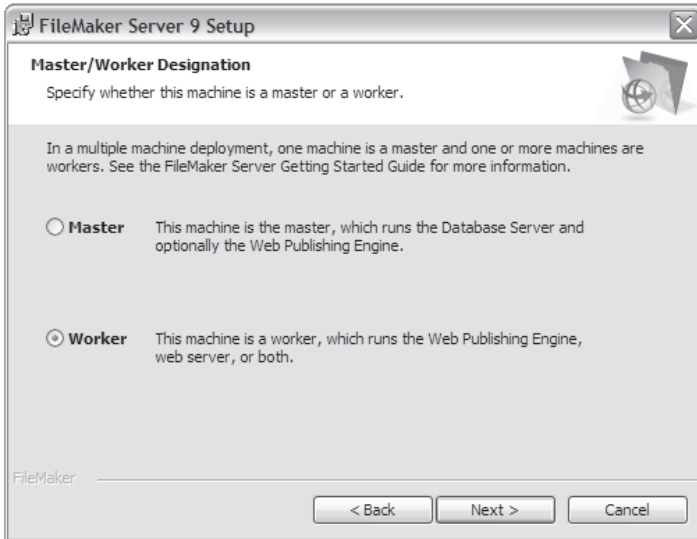 FileMaker Server 9 Setup
Master/Worker Designation
Specify whether this machine is a master or a worker.
In a multiple machine deployment, one machine is a master and one or more machines are
workers. See the FileMaker Server Getting Started Guide for more information.
Master This machine is the master, which runs the Database Server and
optionally the Web Publishing Engine.
Worker This machine is a worker, which runs the Web Publishing Engine,
web server, or both.
FileMaker
< Back Next > Cancel